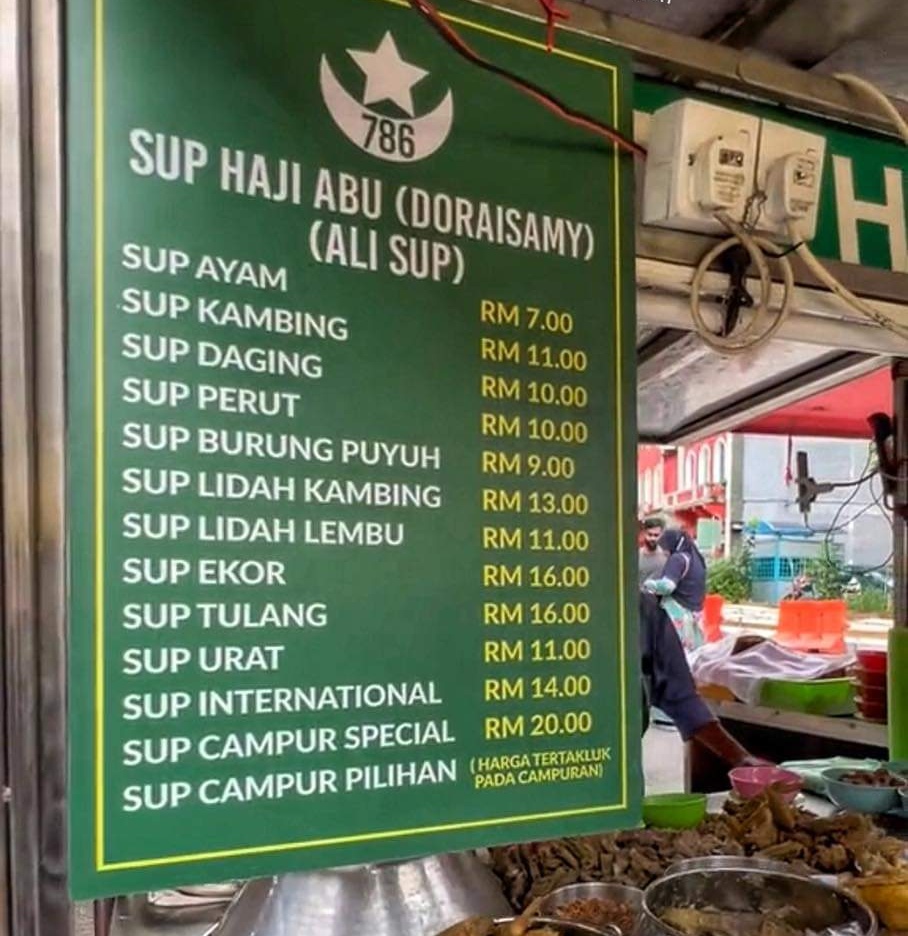 786
SUP HAJI ABU (DORAISAMY)
(ALI SUP)
SUP AYAM RM 7.00
SUP KAMBING RM 11.00
SUP DAGING RM 10.00
SUP PERUT RM 10.00
SUP BURUNG PUYUH RM 9.00
SUP LIDAH KAMBING RM 13.00
SUP LIDAH LEMBU RM 11.00
SUP EKOR RM 16.00
SUP TULANG RM 16.00
SUP URAT RM 11.00
SUP INTERNATIONAL RM 14.00
SUP CAMPUR SPECIAL RM 20.00
SUP CAMPUR PILIHAN (HARGA TERTAKLUK
PADA CAMPURAN)
H